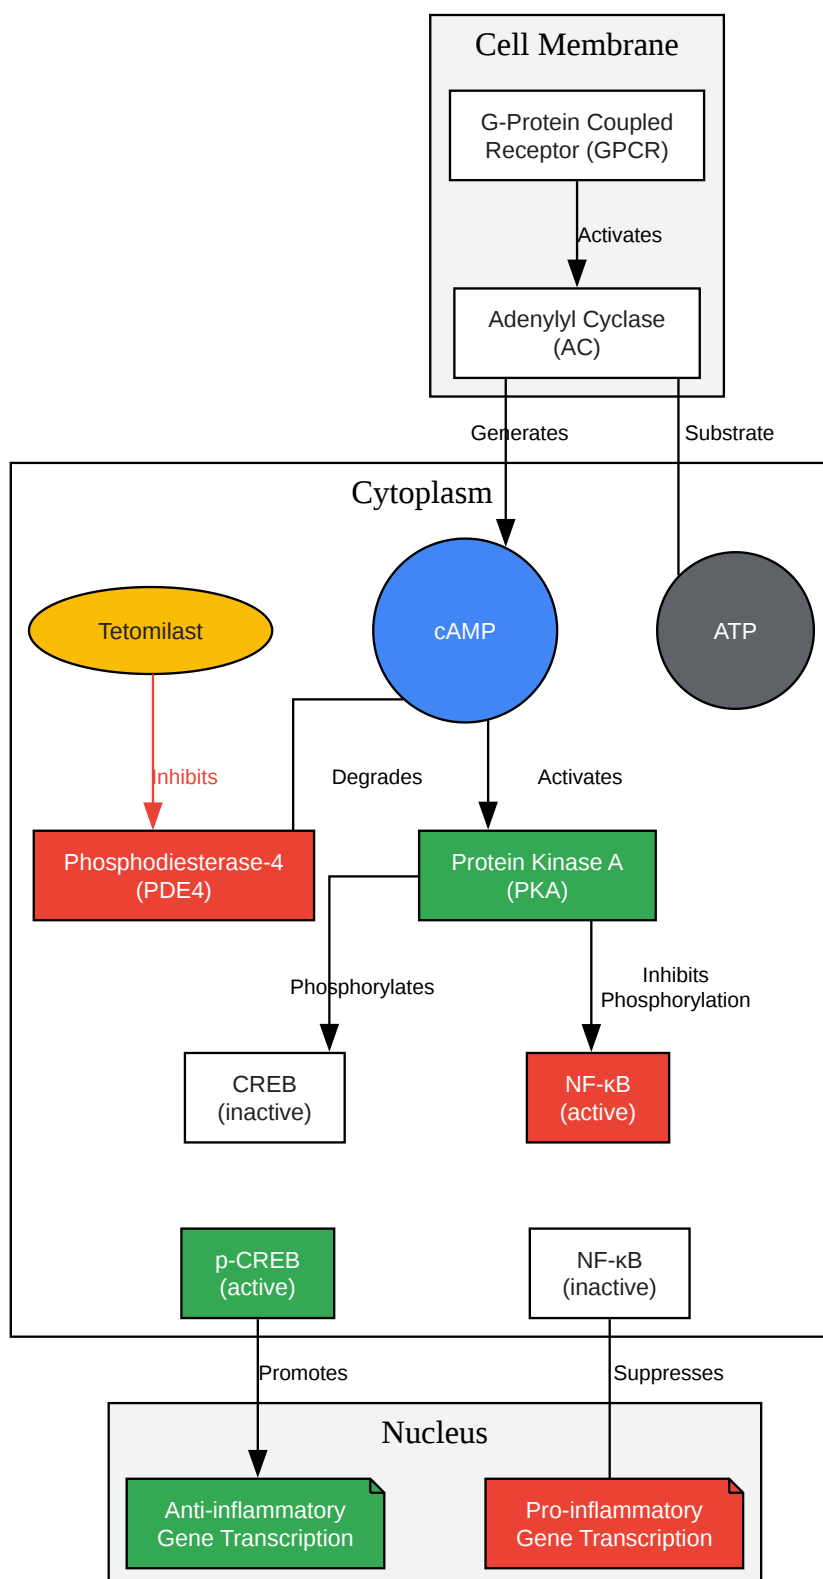 Cell Membrane
G-Protein Coupled
Receptor (GPCR)
Activates
Adenylyl Cyclase
(AC)
Generates
Substrate
Cytoplasm
Tetomilast
cAMP
ATP
Inhibits
Degrades
Activates
Phosphodiesterase-4
(PDE4)
Protein Kinase A
(PKA)
Phosphorylates
Inhibits
Phosphorylation
CREB
(inactive)
NF-κB
(active)
p-CREB
(active)
NF-κB
(inactive)
Promotes
Suppresses
Nucleus
Anti-inflammatory
Gene Transcription
Pro-inflammatory
Gene Transcription